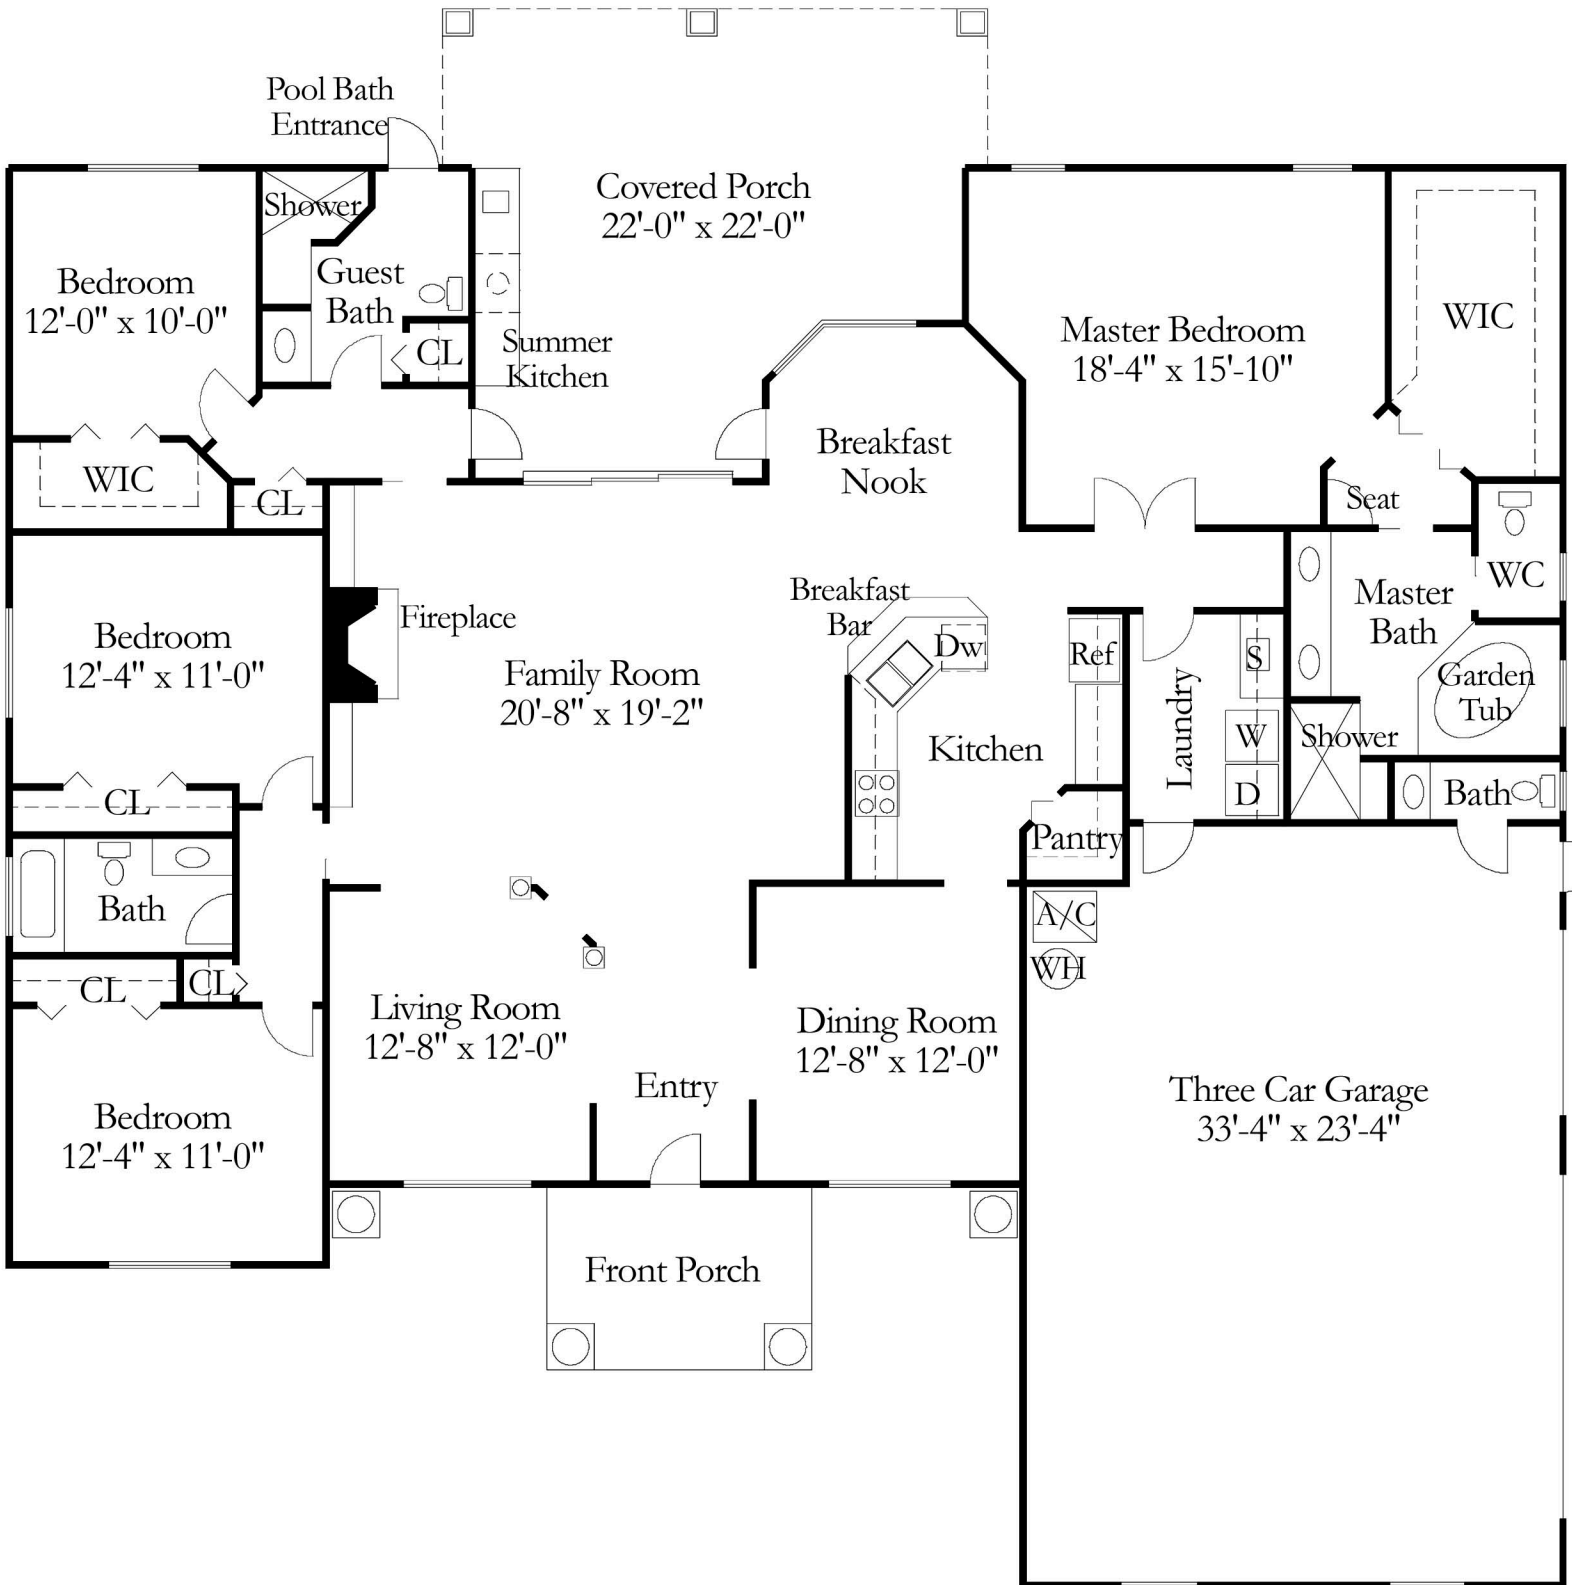 Pool Bath
Entrance
Covered Porch
22'-0" x 22'-0"
Shower
Guest
Bath
Bedroom
12'-0" x 10'-0"
CL
Summer
Kitchen
Master Bedroom
18'-4" x 15'-10"
WIC
Breakfast
Nook
WIC
CL
Seat
WC
Master
Bath
Breakfast
Bar
Dw
Ref
S
Fireplace
Bedroom
12'-4" x 11'-0"
Family Room
20'-8" x 19'-2"
Laundry
Garden
Tub
Kitchen
W
Shower
D
Bath
CL
Pantry
Bath
A/C
WH
CL
CL
Living Room
12'-8" x 12'-0"
Dining Room
12'-8" x 12'-0"
Entry
Three Car Garage
33'-4" x 23'-4"
Bedroom
12'-4" x 11'-0"
Front Porch